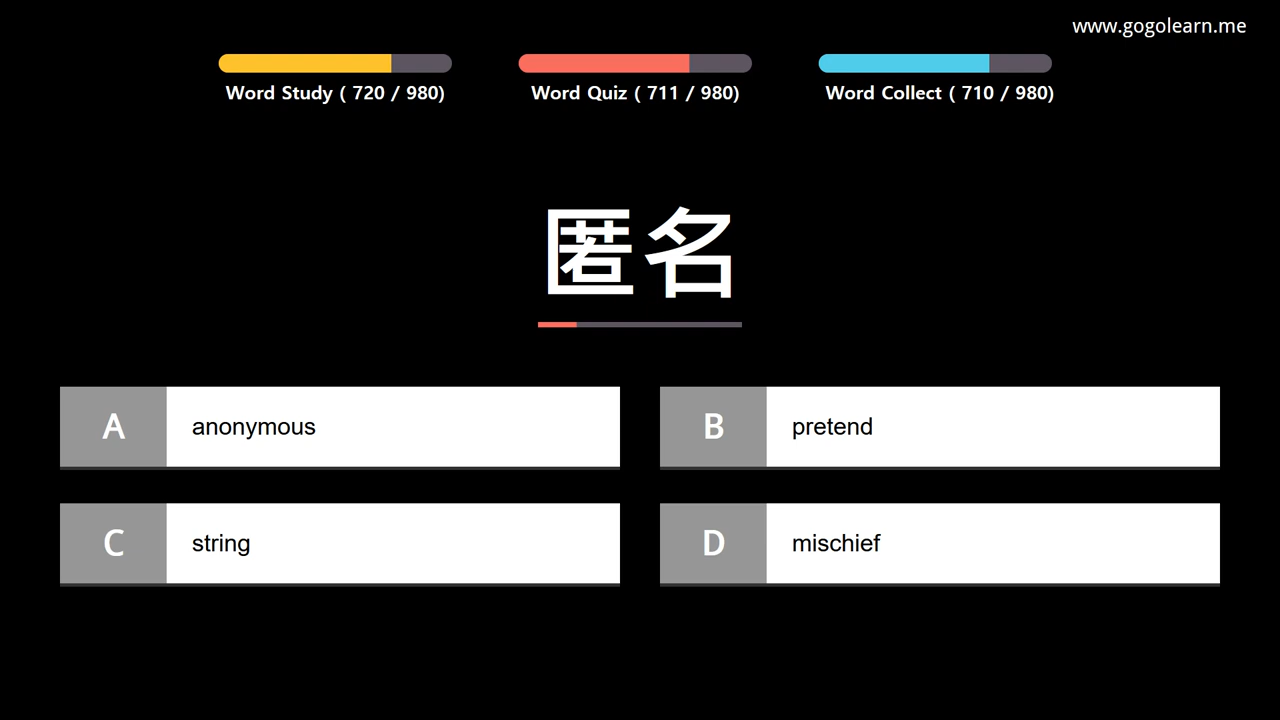 www.gogolearn.me
Word Study ( 720 / 980)
Word Quiz ( 711 / 980)
Word Collect ( 710 / 980)
匿名
A anonymous
B pretend
C string
D mischief